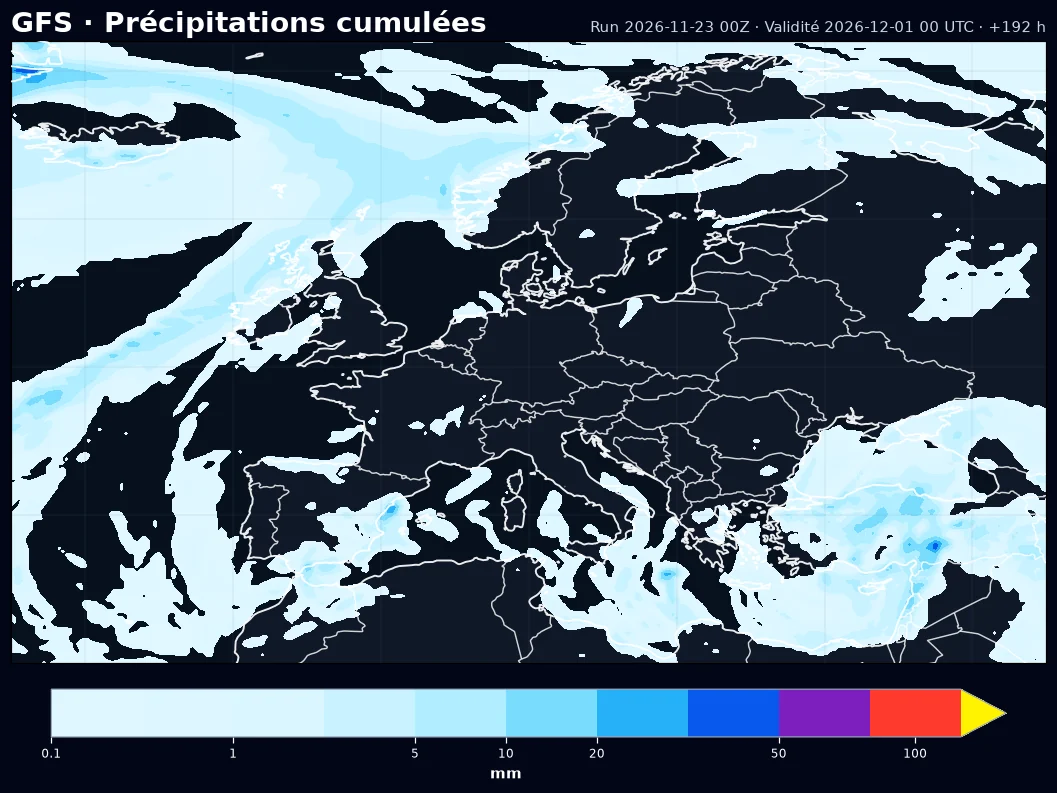 GFS · Précipitations cumulées
Run 2026-11-23 00Z · Validité 2026-12-01 00 UTC · +192 h
0.1 1 5 10 20 50 100
mm